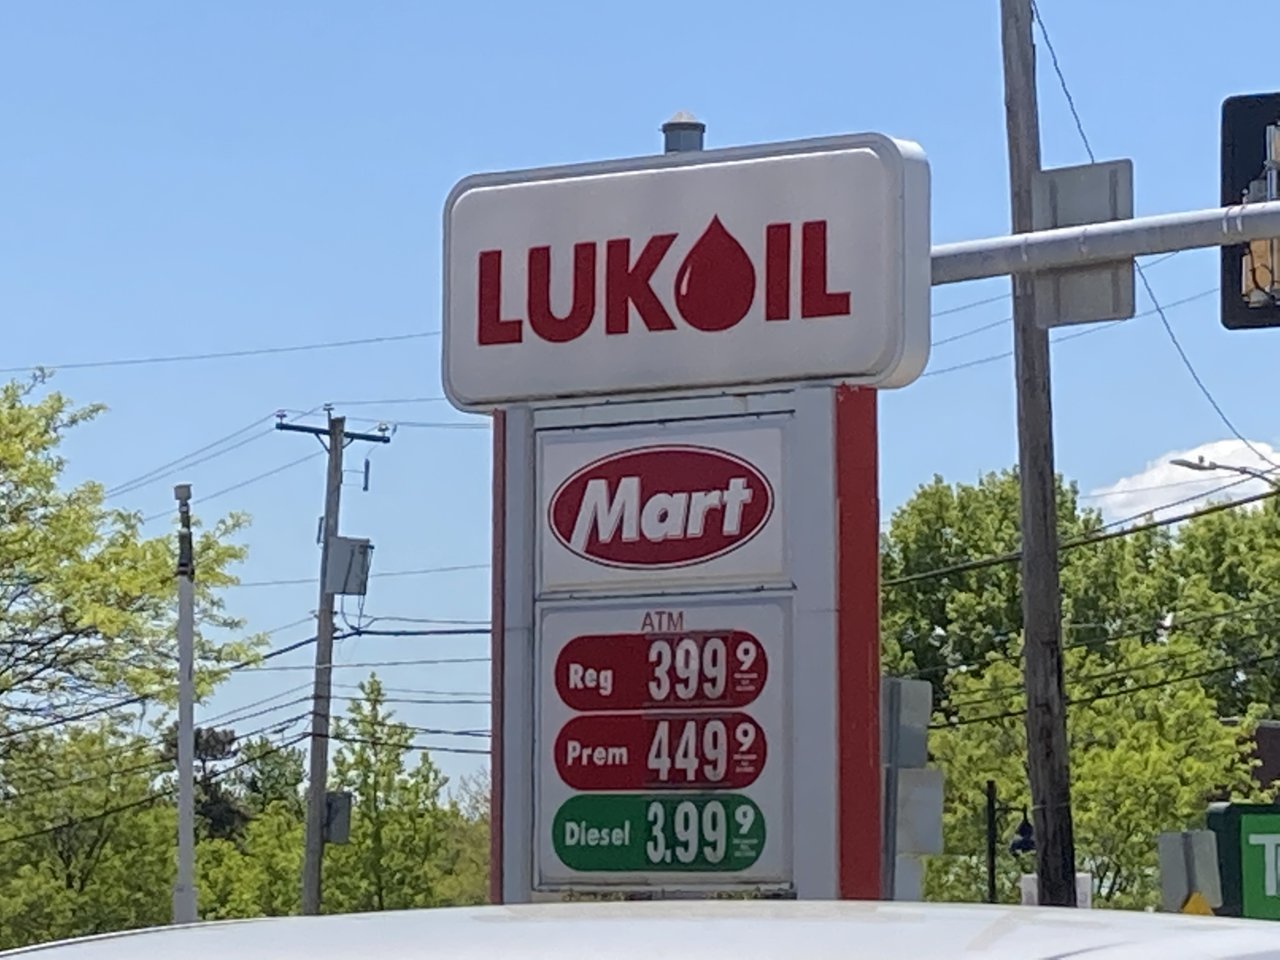 LUKOIL
Mart
ATM
Reg 399 9
Prem 449 9
Diesel 3.99 9
T